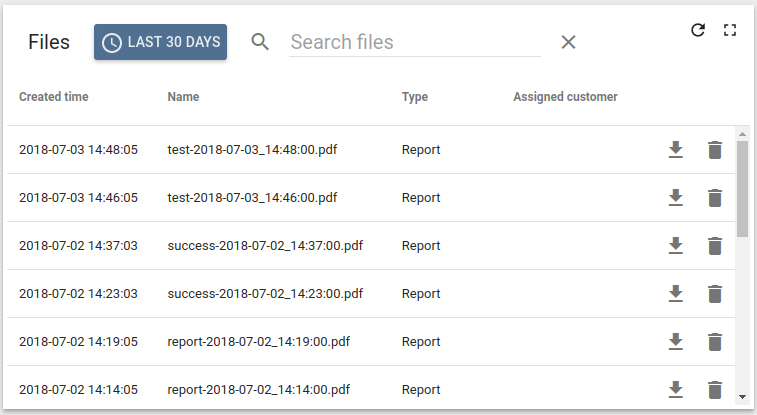 Files LAST 30 DAYS Search files
Created time Name Type Assigned customer
2018-07-03 14:48:05 test-2018-07-03_14:48:00.pdf Report
2018-07-03 14:46:05 test-2018-07-03_14:46:00.pdf Report
2018-07-02 14:37:03 success-2018-07-02_14:37:00.pdf Report
2018-07-02 14:23:03 success-2018-07-02_14:23:00.pdf Report
2018-07-02 14:19:05 report-2018-07-02_14:19:00.pdf Report
2018-07-02 14:14:05 report-2018-07-02_14:14:00.pdf Report